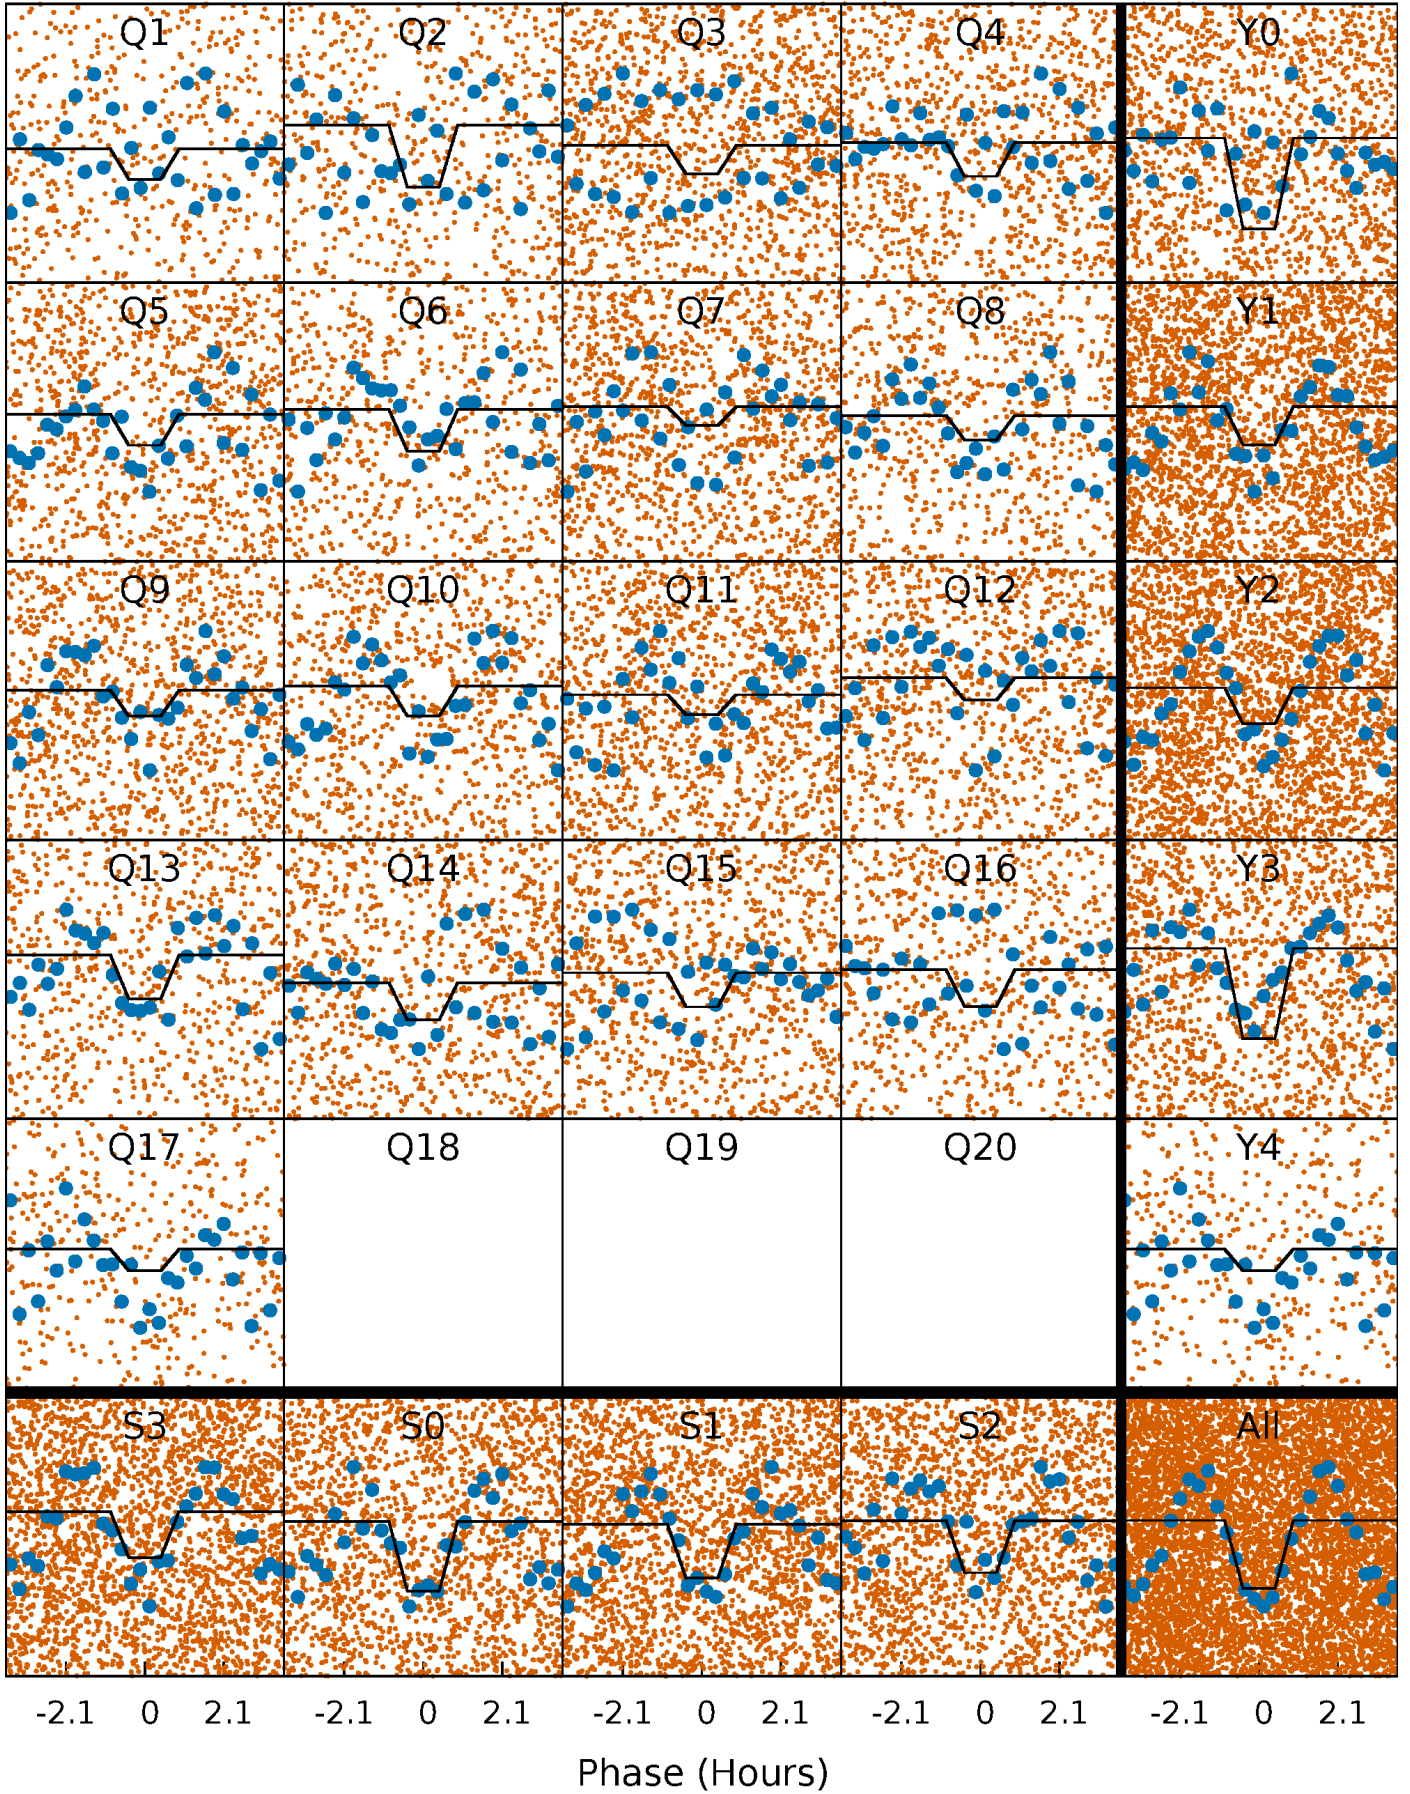 Q1 Q2 Q3 Q4 Y0
Q5 Q6 Q7 Q8 Y1
Q9 Q10 Q11 Q12 Y2
Q13 Q14 Q15 Q16 Y3
Q17 Q18 Q19 Q20 Y4
S3 S0 S1 S2 All
-2.1 0 2.1 -2.1 0 2.1 -2.1 0 2.1 -2.1 0 2.1 -2.1 0 2.1
Phase (Hours)